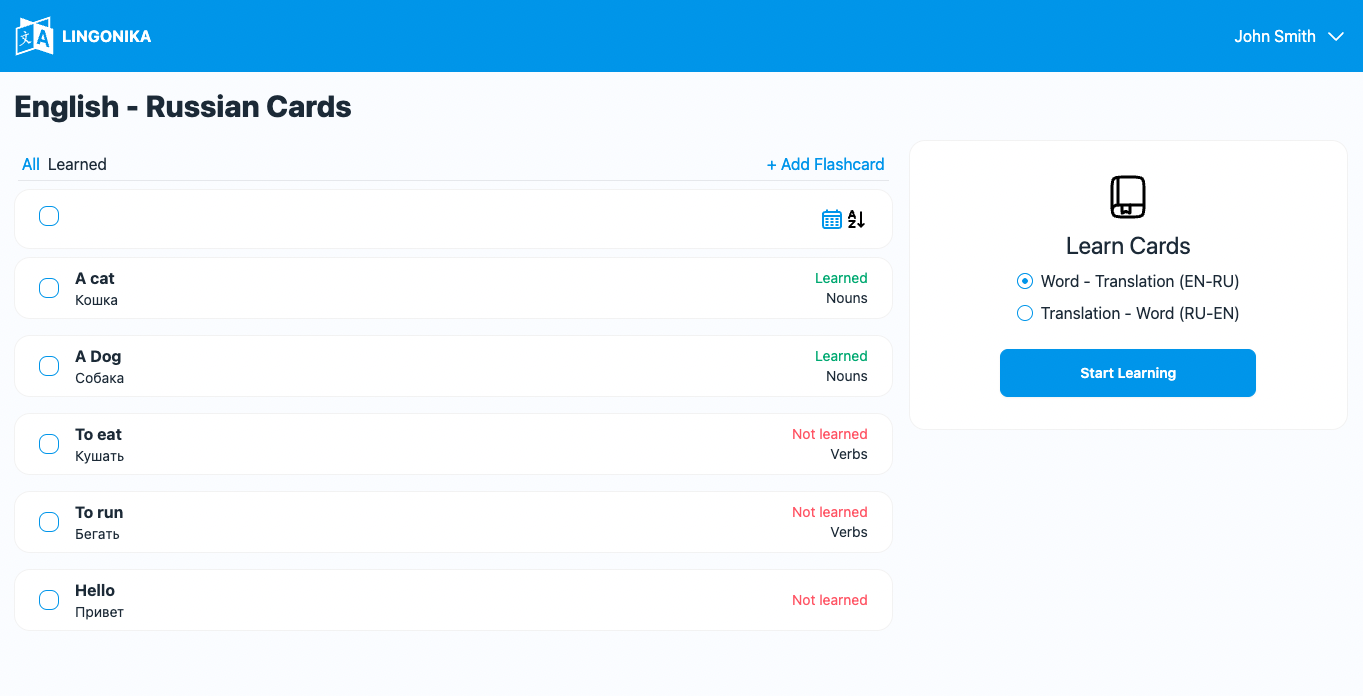 LINGONIKA
John Smith
English - Russian Cards
All Learned
+ Add Flashcard
A cat
Кошка
Learned
Nouns
A Dog
Собака
Learned
Nouns
To eat
Кушать
Not learned
Verbs
To run
Бегать
Not learned
Verbs
Hello
Привет
Not learned
Learn Cards
Word - Translation (EN-RU)
Translation - Word (RU-EN)
Start Learning